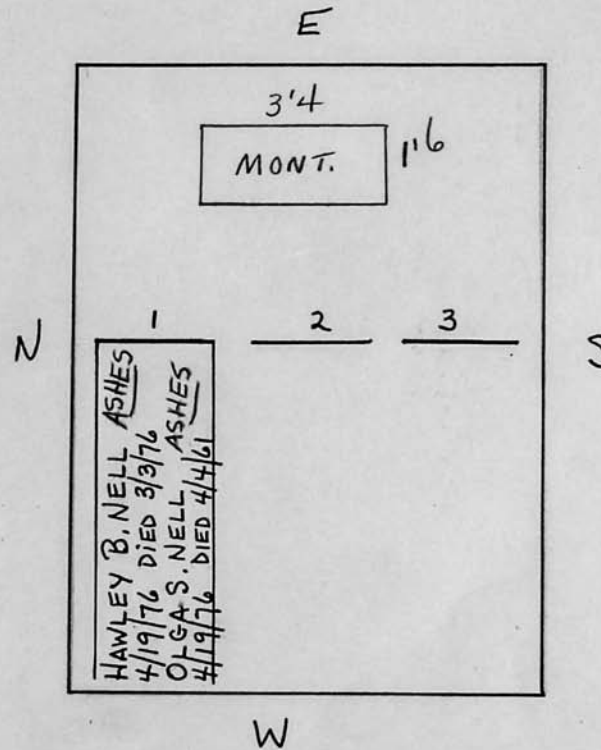 E
3'4
MONT.
1'6
N
1
2
3
S
HAWLEY B. NELL ASHES
4/19/76 DIED 3/3/76
OLGA S. NELL ASHES
4/19/76 DIED 4/4/61
W